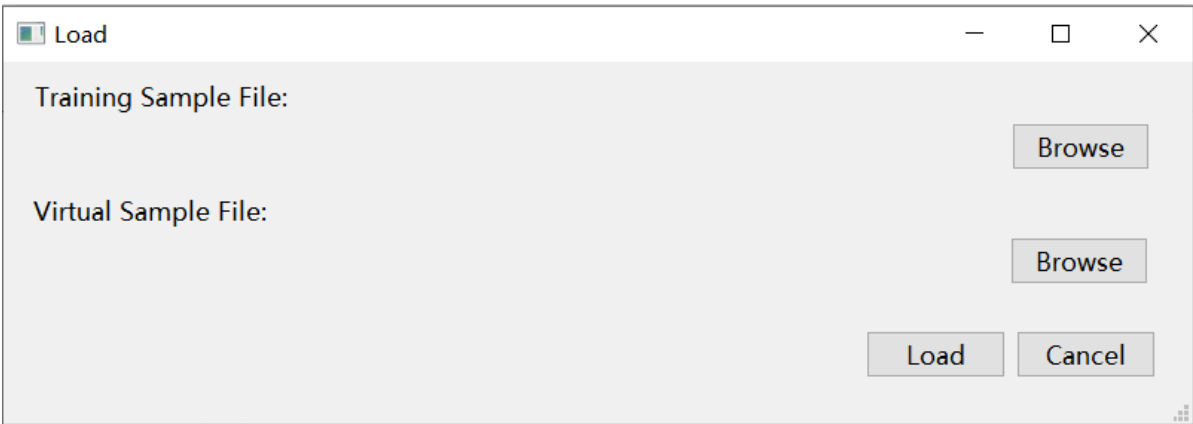 Load
Training Sample File:
Browse
Virtual Sample File:
Browse
Load Cancel